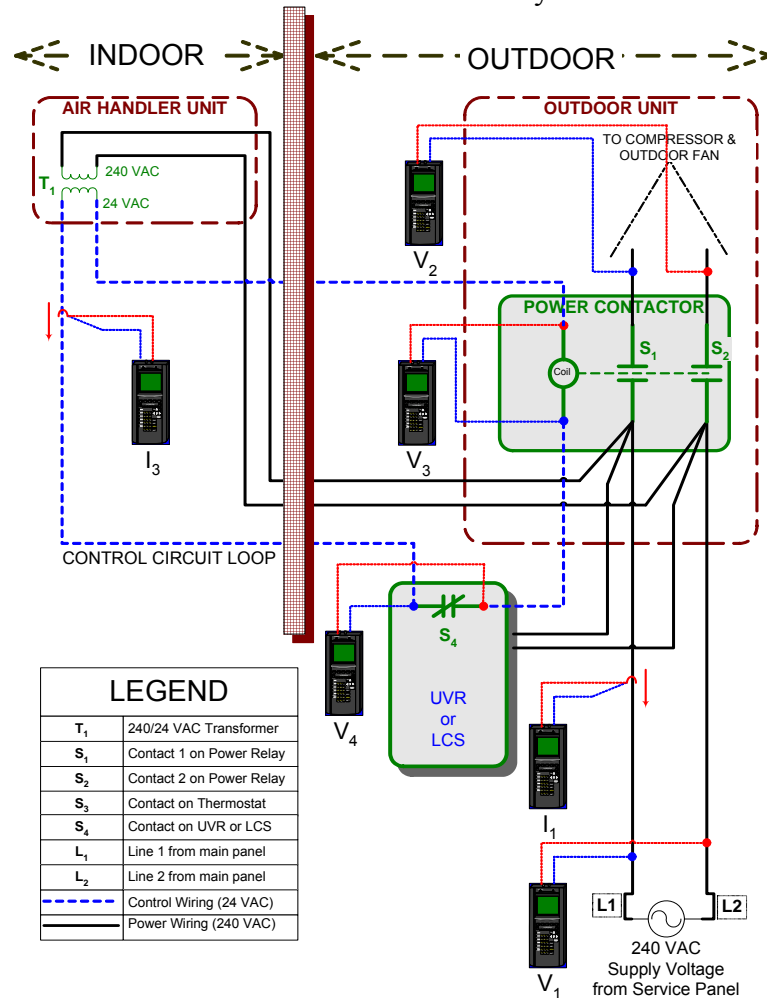 INDOOR
OUTDOOR
AIR HANDLER UNIT
OUTDOOR UNIT
TO COMPRESSOR &
OUTDOOR FAN
240 VAC
T1
24 VAC
V2
POWER CONTACTOR
S1
S2
Coil
I3
V3
CONTROL CIRCUIT LOOP
S4
UVR
or
LCS
V4
I1
LEGEND
T1 240/24 VAC Transformer
S1 Contact 1 on Power Relay
S2 Contact 2 on Power Relay
S3 Contact on Thermostat
S4 Contact on UVR or LCS
L1 Line 1 from main panel
L2 Line 2 from main panel
Control Wiring (24 VAC)
Power Wiring (240 VAC)
L1
L2
240 VAC
Supply Voltage
from Service Panel
V1